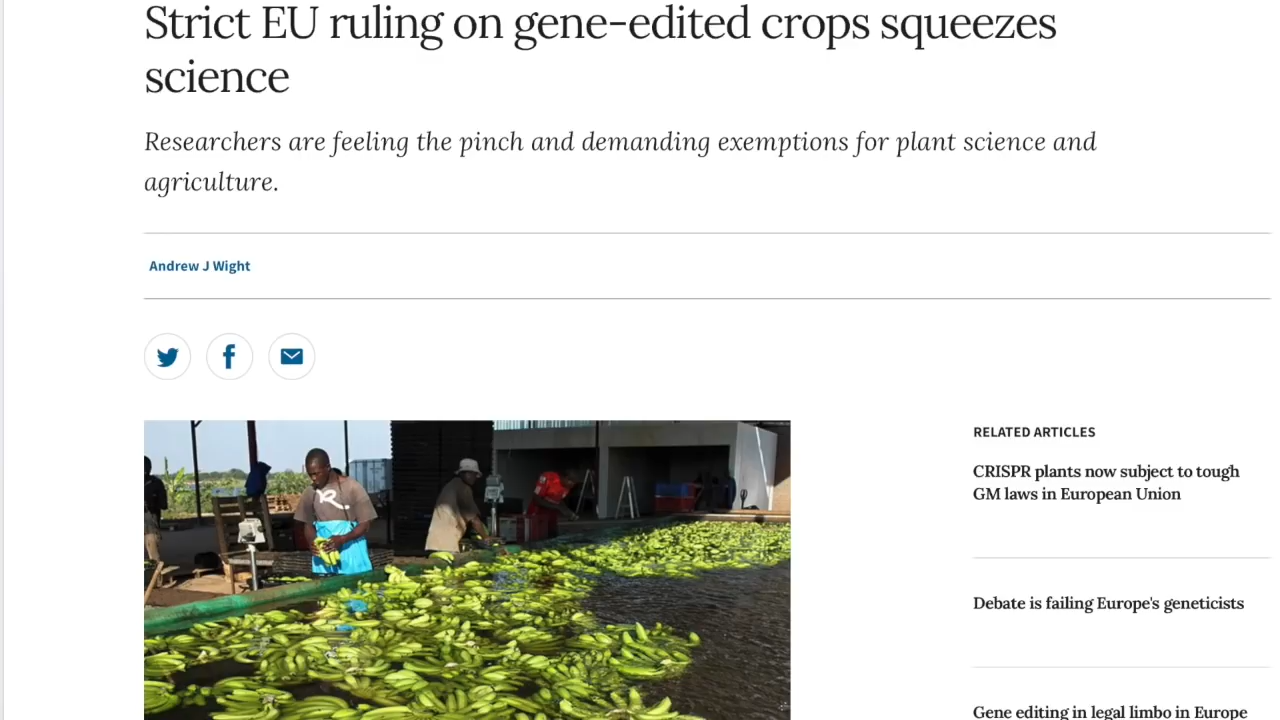 Strict EU ruling on gene-edited crops squeezes
science
Researchers are feeling the pinch and demanding exemptions for plant science and
agriculture.
Andrew J Wight
RELATED ARTICLES
CRISPR plants now subject to tough
GM laws in European Union
Debate is failing Europe's geneticists
Gene editing in legal limbo in Europe